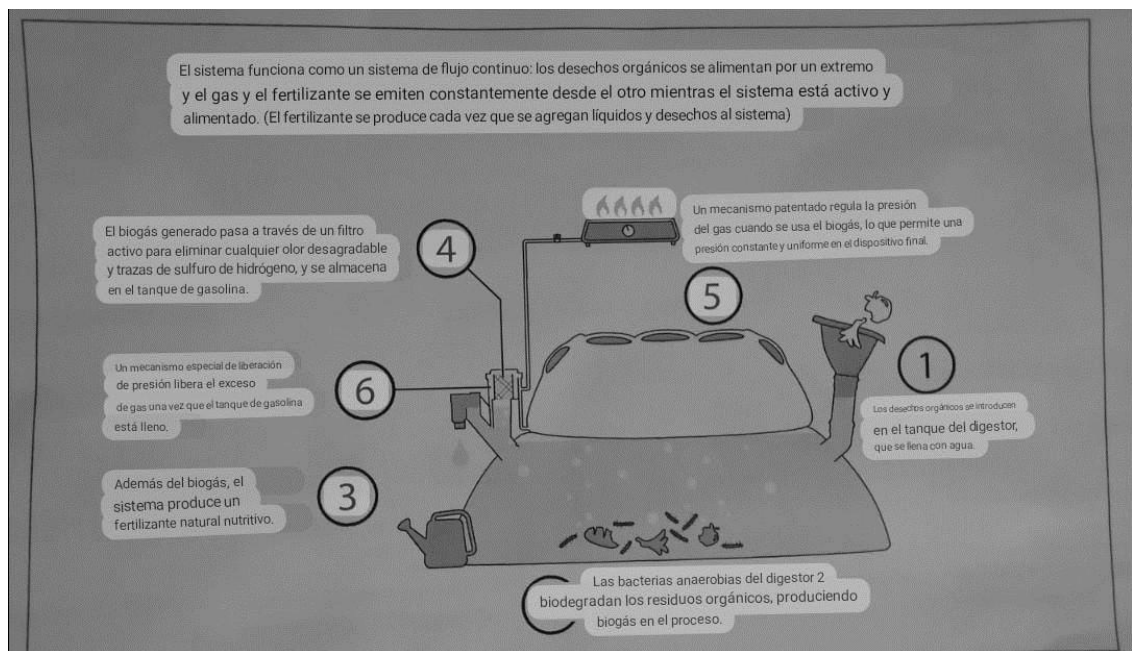 El sistema funciona como un sistema de flujo continuo: los desechos orgánicos se alimentan por un extremo
y el gas y el fertilizante se emiten constantemente desde el otro mientras el sistema está activo y
alimentado. (El fertilizante se produce cada vez que se agregan líquidos y desechos al sistema)
El biogás generado pasa a través de un filtro
activo para eliminar cualquier olor desagradable
y trazas de sulfuro de hidrógeno, y se almacena
en el tanque de gasolina.
4
Un mecanismo patentado regula la presión
del gas cuando se usa el biogás, lo que permite una
presión constante y uniforme en el dispositivo final.
5
Un mecanismo especial de liberación
de presión libera el exceso
de gas una vez que el tanque de gasolina
está lleno.
6
1
Los desechos orgánicos se introducen
en el tanque del digestor,
que se llena con agua.
Además del biogás, el
sistema produce un
fertilizante natural nutritivo.
3
Las bacterias anaerobias del digestor 2
biodegradan los residuos orgánicos, produciendo
biogás en el proceso.